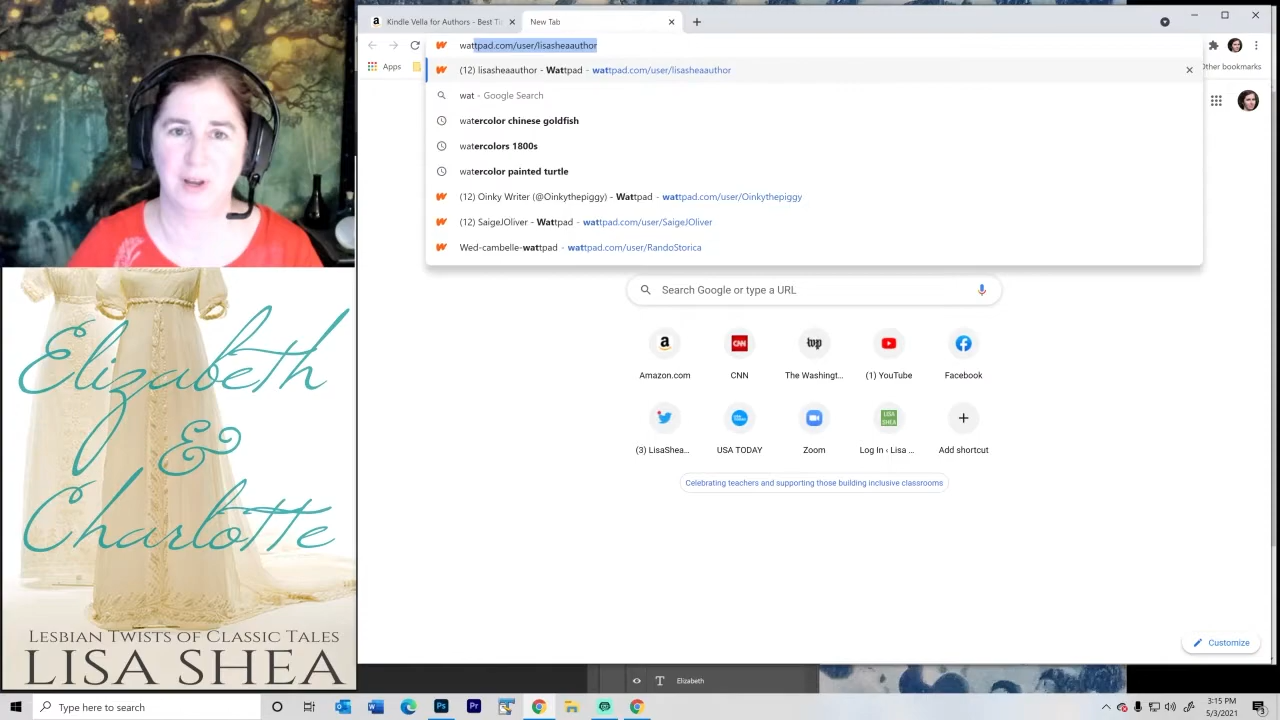 Kindle Vella for Authors - Best Ti
New Tab
wattpad.com/user/lisasheaauthor
Apps
Other bookmarks
(12) lisasheaauthor - Wattpad - wattpad.com/user/lisasheaauthor
wat - Google Search
watercolor chinese goldfish
watercolors 1800s
watercolor painted turtle
(12) Oinky Writer (@Oinkythepiggy) - Wattpad - wattpad.com/user/Oinkythepiggy
(12) SaigeJOliver - Wattpad - wattpad.com/user/SaigeJOliver
Wed-cambelle-wattpad - wattpad.com/user/RandoStorica
Search Google or type a URL
Amazon.com
CNN
The Washingt...
(1) YouTube
Facebook
(3) LisaShea...
USA TODAY
Zoom
Log In ‹ Lisa ...
Add shortcut
Celebrating teachers and supporting those building inclusive classrooms
Customize
Elizabeth
&
Charlotte
LESBIAN TWISTS OF CLASSIC TALES
LISA SHEA
Elizabeth
Type here to search
3:15 PM
5/3/2021